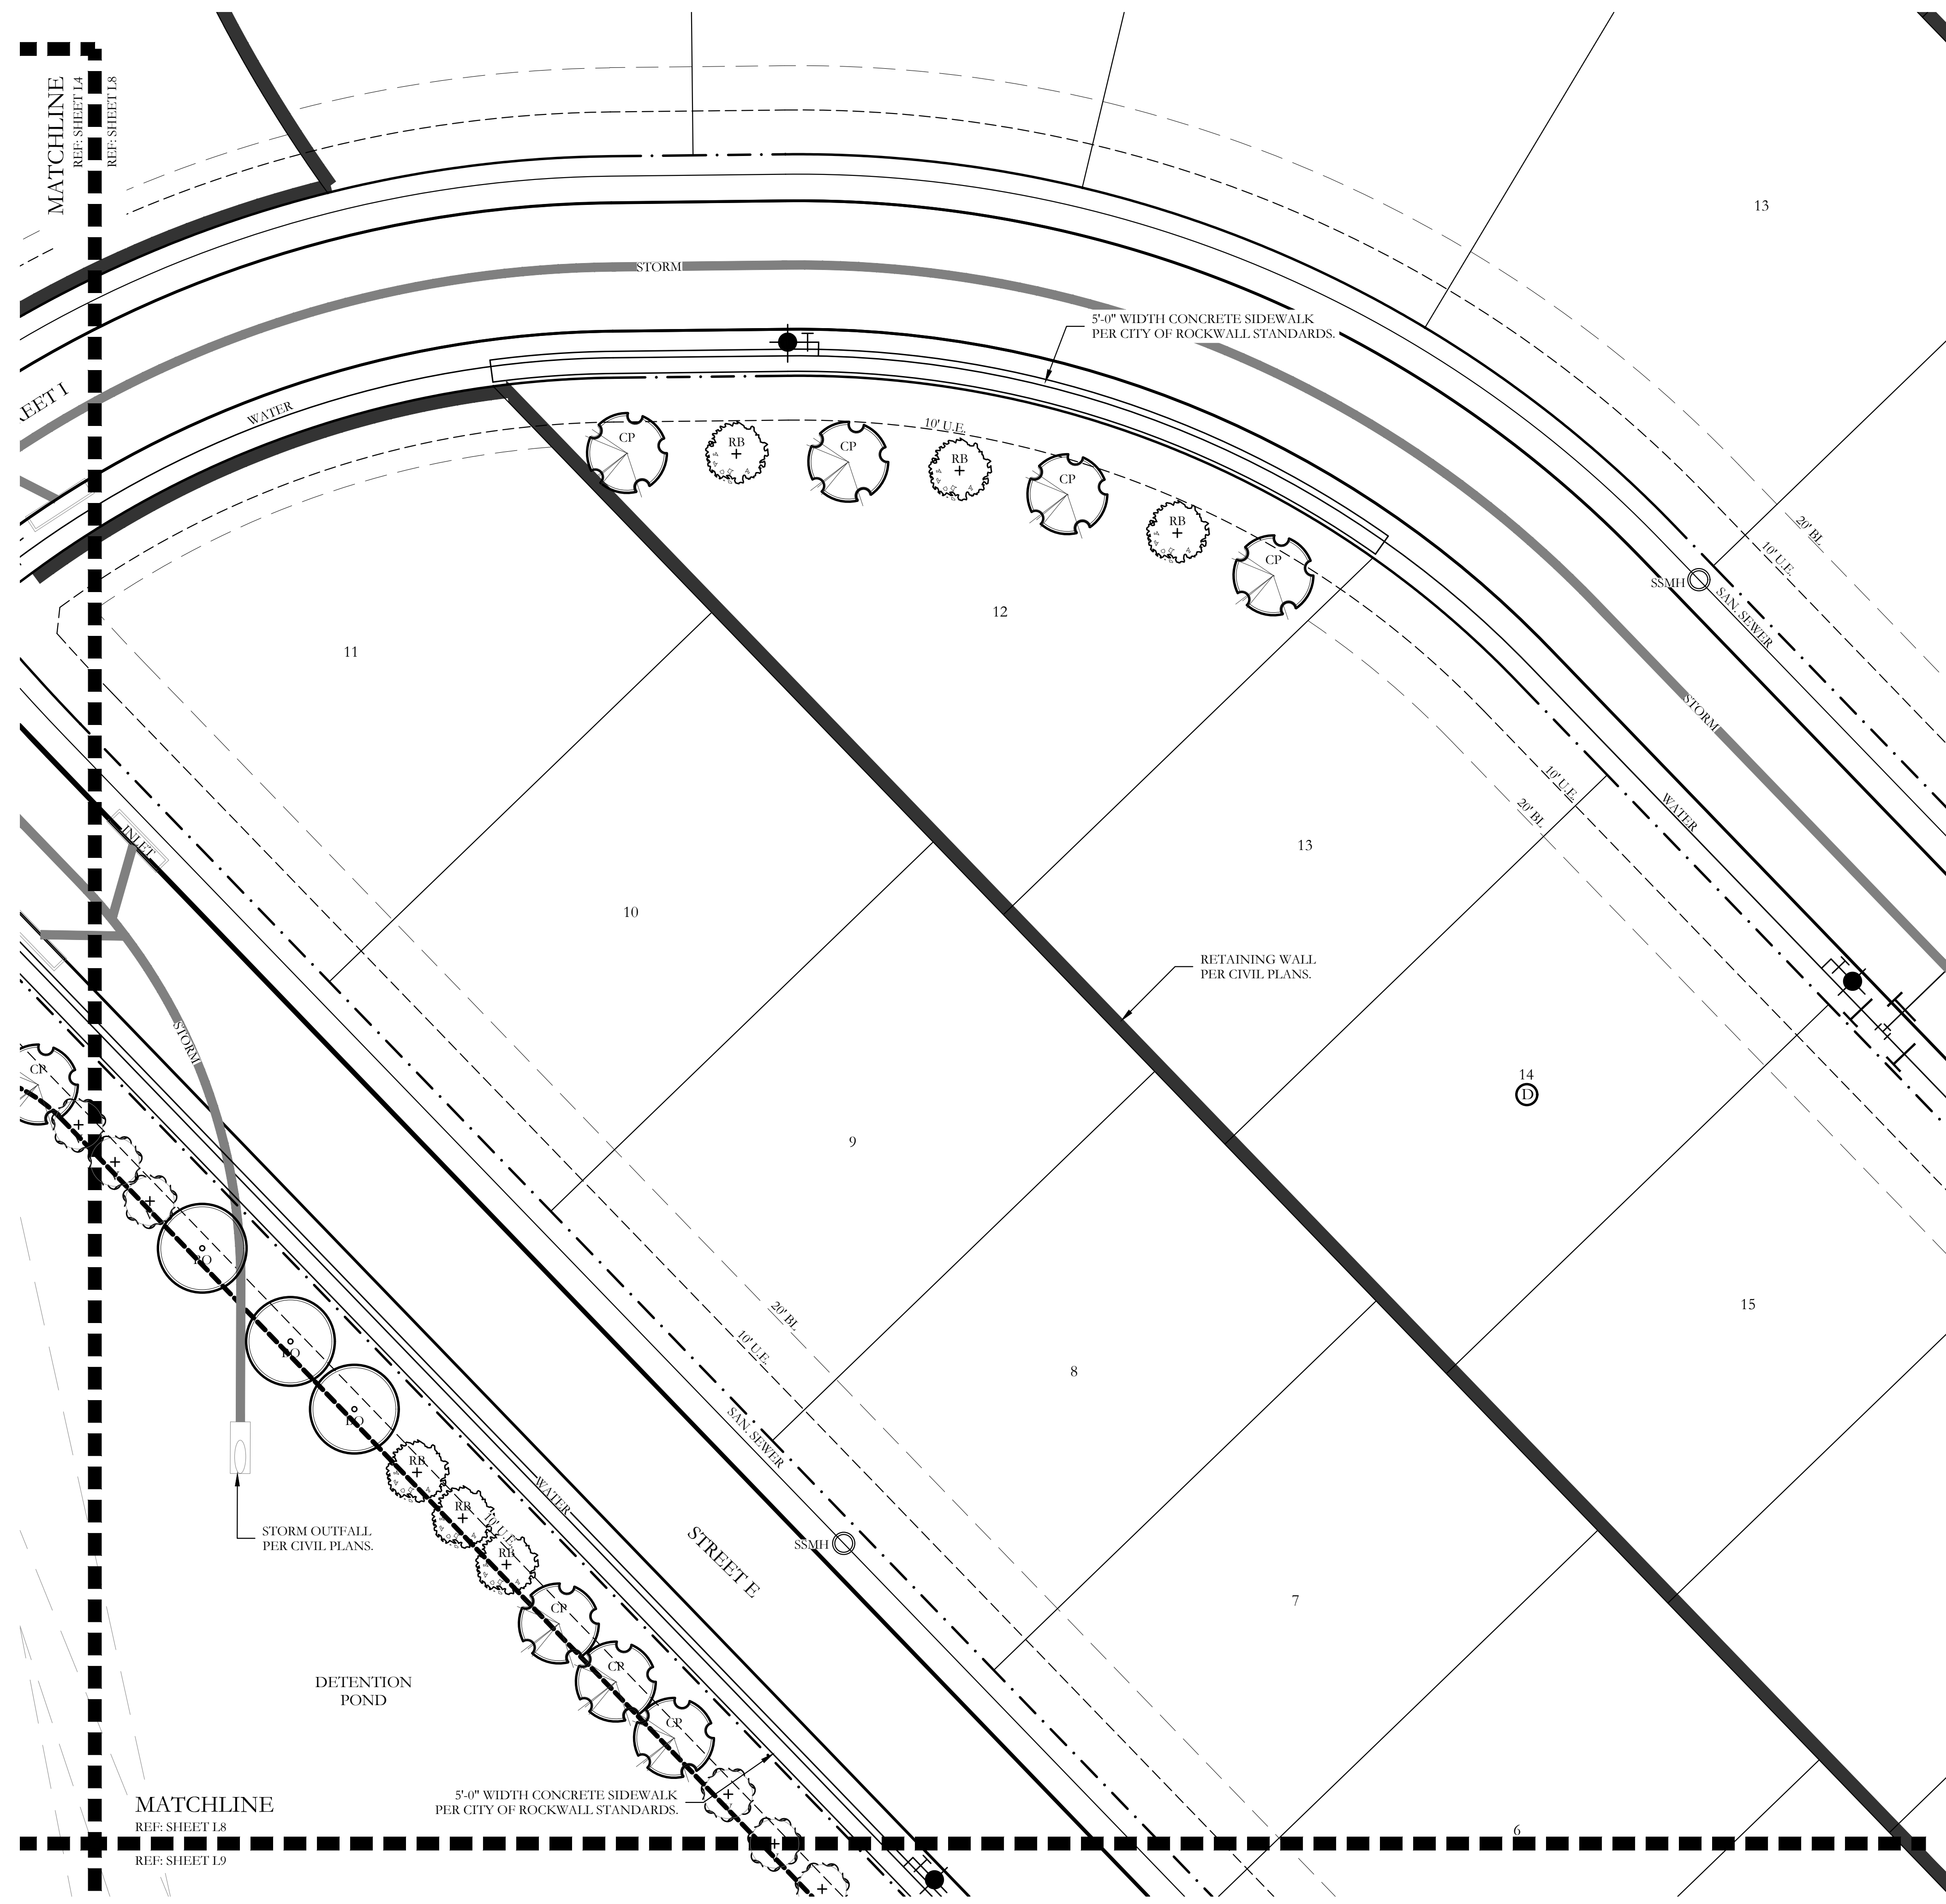 MATCHLINE
REF: SHEET L4
REF: SHEET L8
13
STORM
5'-0" WIDTH CONCRETE SIDEWALK
PER CITY OF ROCKWALL STANDARDS.
REET I
WATER
CP
RB
CP
10' U.E.
RB
CP
RB
CP
20' BL
10' U.E.
SSMH
SAN. SEWER
11
12
STORM
10' U.E.
20' BL
WATER
INLET
13
10
RETAINING WALL
PER CIVIL PLANS.
STORM
CP
14
D
9
15
20' BL
10' U.E.
8
SAN. SEWER
RB
RB
10' U.E.
RB
WATER
STORM OUTFALL
PER CIVIL PLANS.
SSMH
STREET E
7
CP
CP
CP
DETENTION
POND
5'-0" WIDTH CONCRETE SIDEWALK
PER CITY OF ROCKWALL STANDARDS.
MATCHLINE
REF: SHEET L8
REF: SHEET L9
6